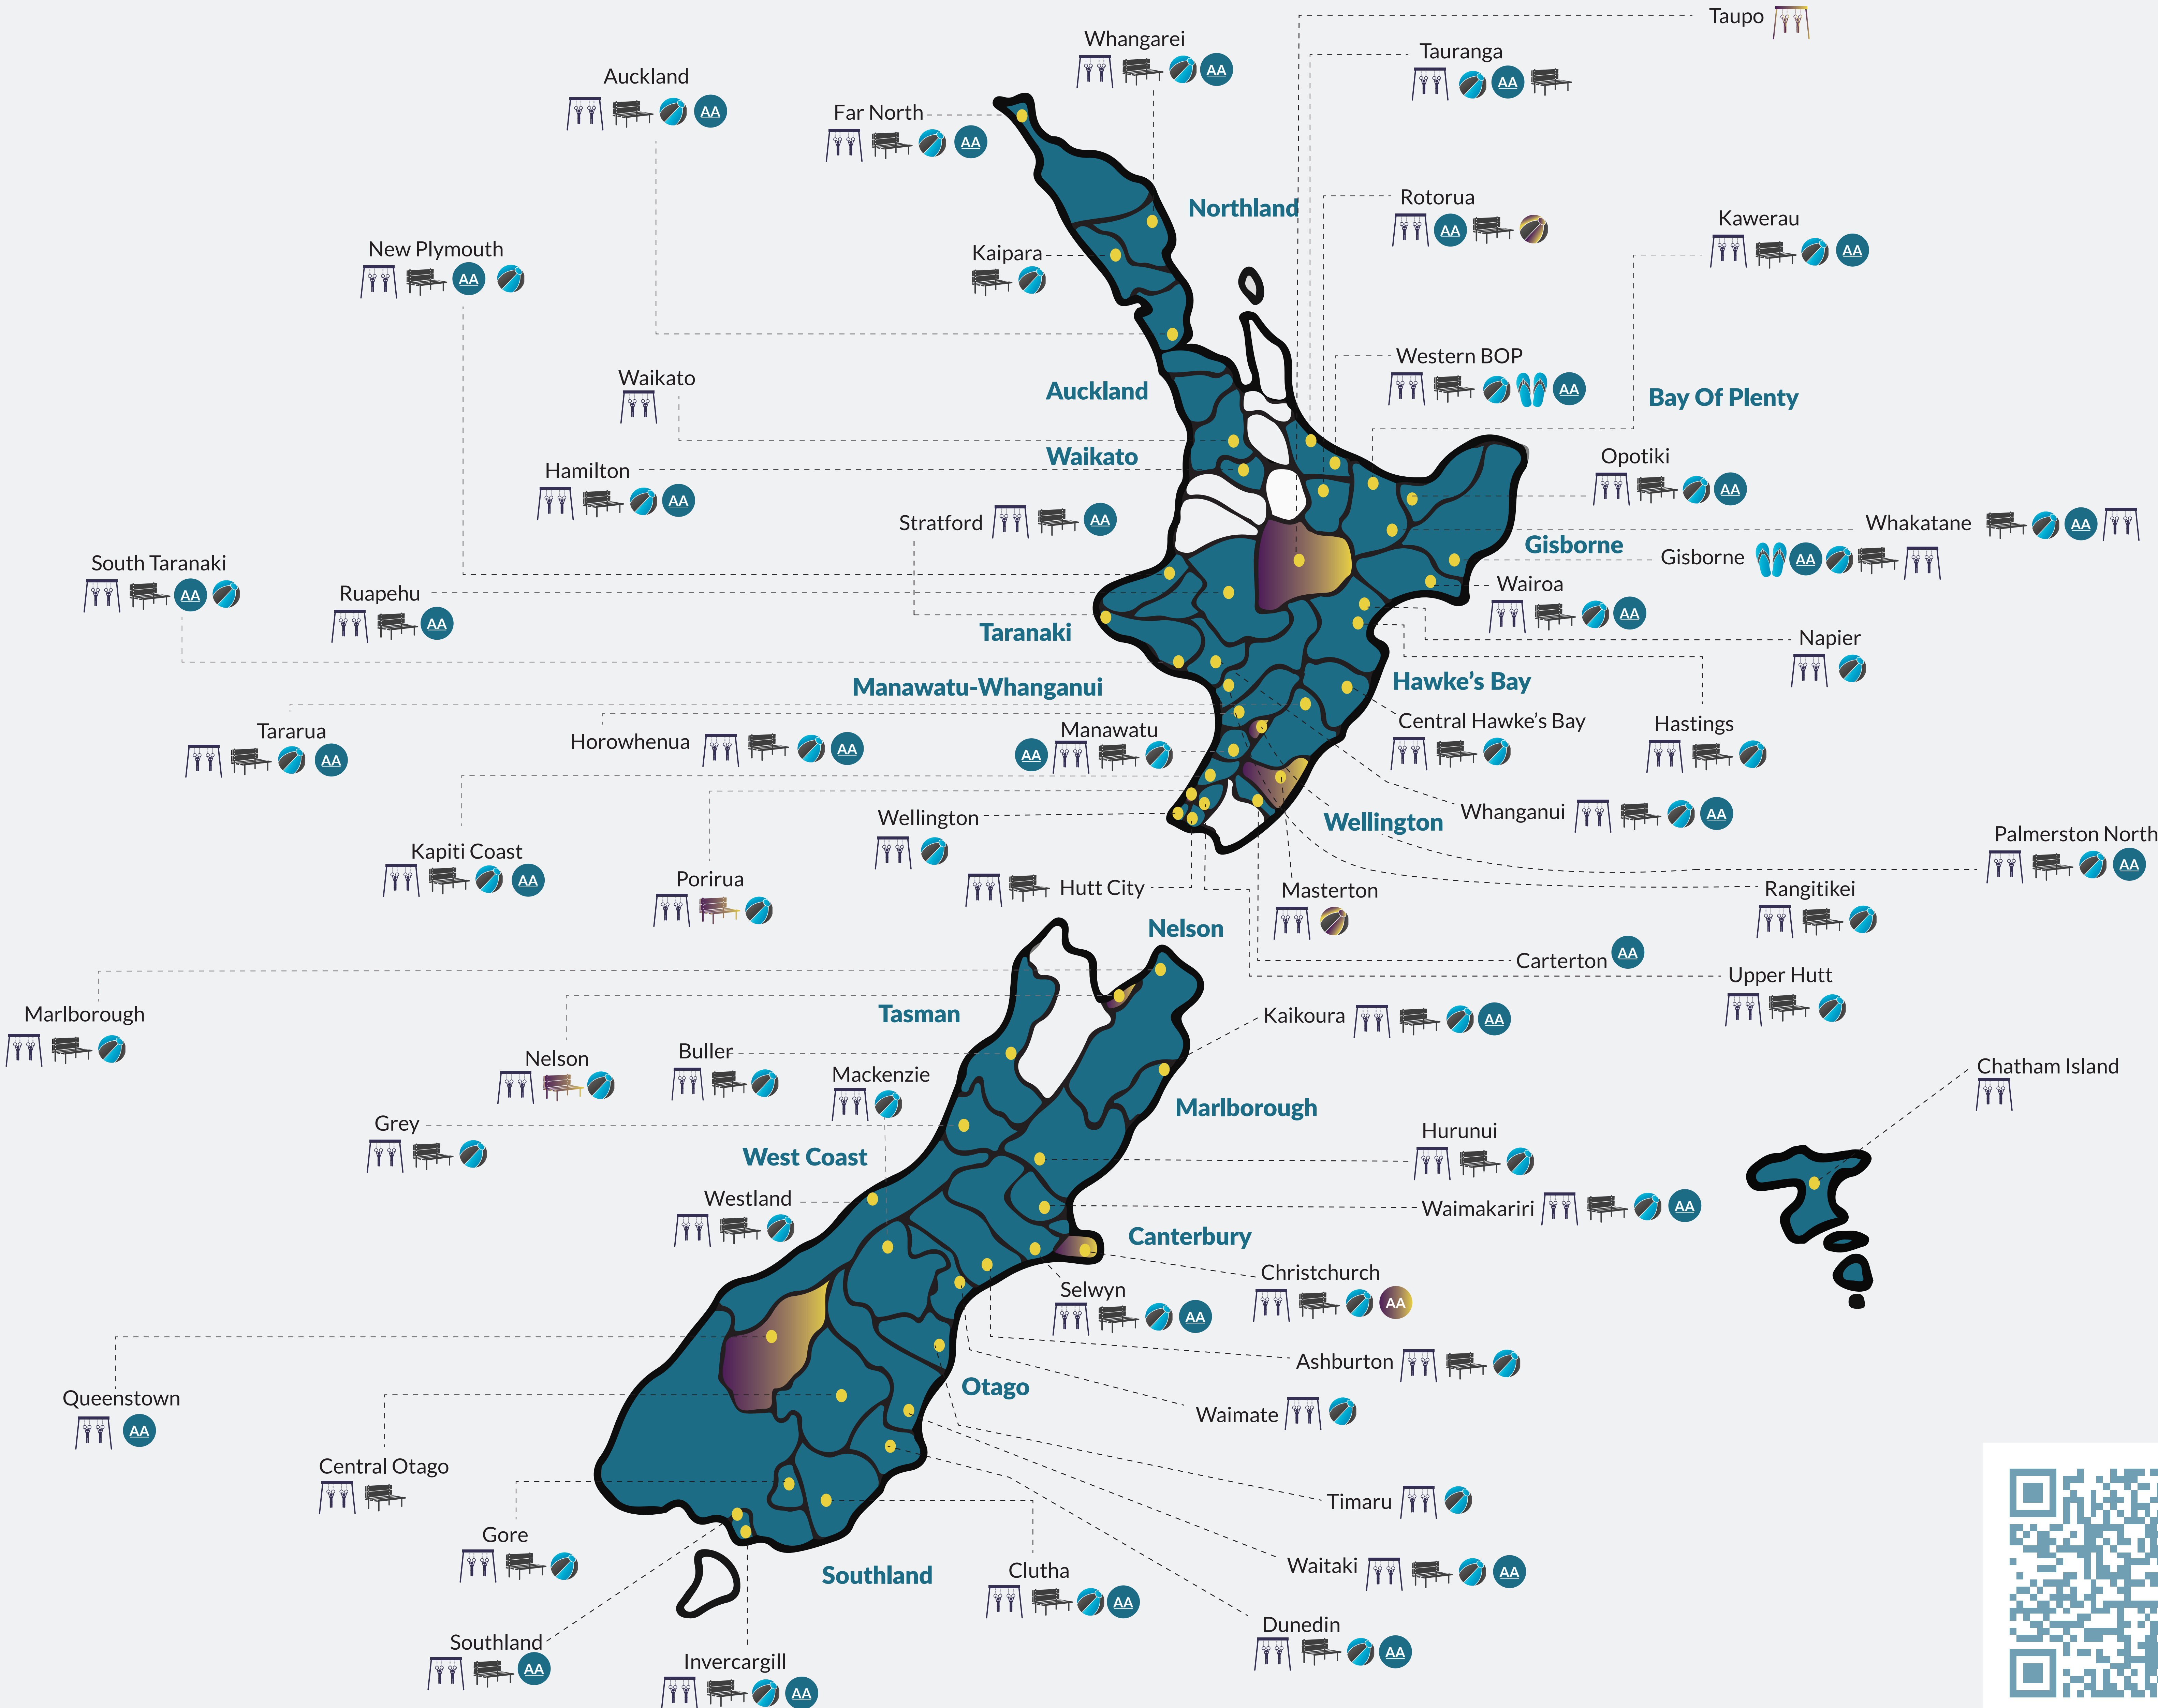 Taupo
Whangarei
Tauranga
Auckland
AA
AA
AA
Far North
AA
Northland
Rotorua
AA
Kawerau
AA
New Plymouth
AA
Kaipara
Western BOP
AA
Waikato
Auckland
Bay Of Plenty
Waikato
Hamilton
AA
Opotiki
AA
Stratford
AA
Whakatane
AA
Gisborne
Gisborne
AA
South Taranaki
AA
Ruapehu
AA
Wairoa
AA
Taranaki
Napier
Manawatu-Whanganui
Hawke's Bay
Tararua
AA
Horowhenua
AA
Manawatu
AA
Central Hawke's Bay
Hastings
Wellington
Wellington
Whanganui
AA
Palmerston North
AA
Kapiti Coast
AA
Porirua
Hutt City
Masterton
Rangitikei
Nelson
Carterton
AA
Upper Hutt
Marlborough
Tasman
Kaikoura
AA
Nelson
Buller
Mackenzie
Chatham Island
Marlborough
Grey
West Coast
Hurunui
Westland
Waimakariri
AA
Canterbury
Selwyn
AA
Christchurch
AA
Ashburton
Queenstown
AA
Otago
Waimate
Central Otago
Timaru
Gore
Southland
Clutha
AA
Waitaki
AA
Dunedin
AA
Southland
AA
Invercargill
AA